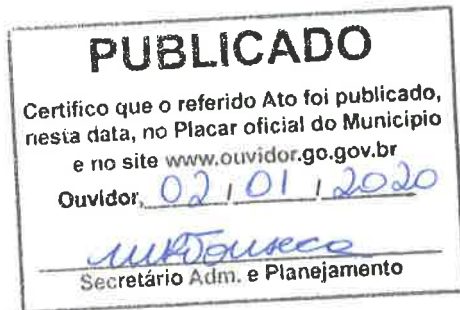 PUBLICADO
Certifico que o referido Ato foi publicado,
nesta data, no Placar oficial do Municipio
e no site www.ouvidor.go.gov.br
Ouvidor, 02 / 01 / 2020
Secretário Adm. e Planejamento